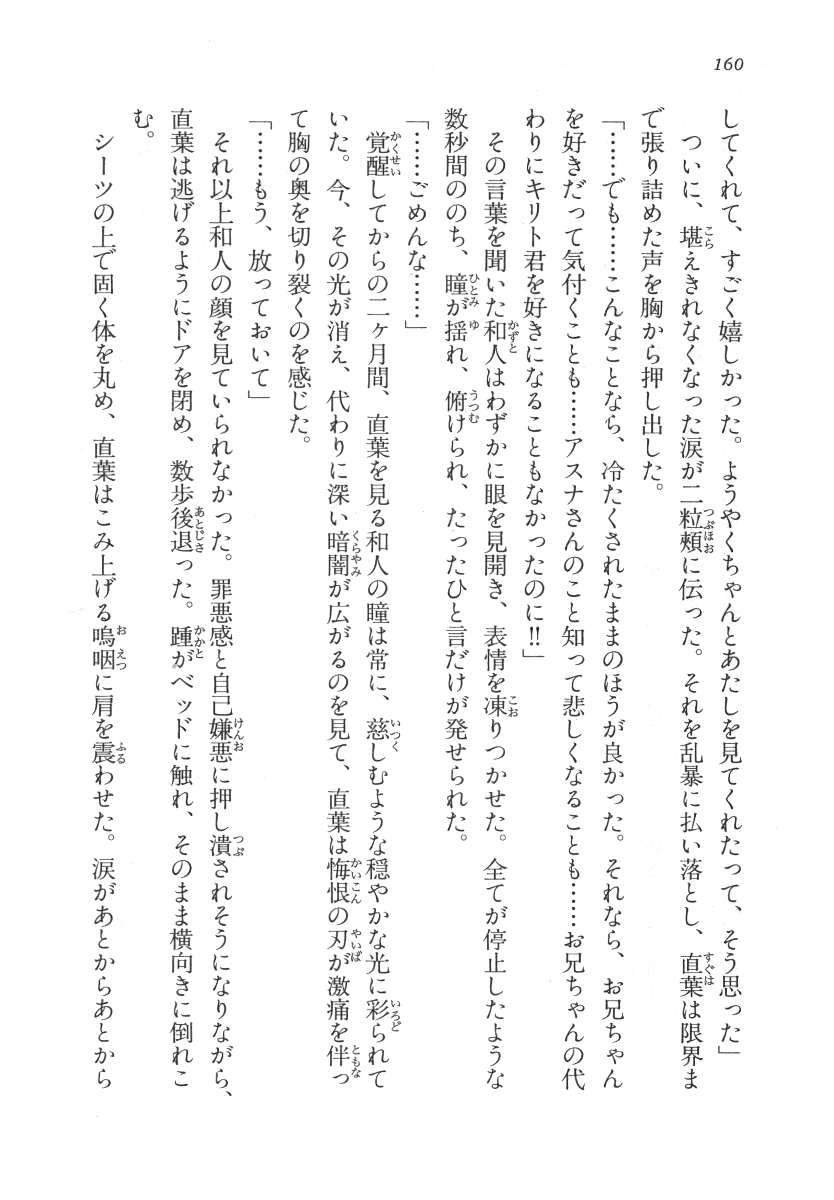 160
してくれて、すごく嬉しかった。ようやくちゃんとあたしを見てくれたって、そう思った」
ついに、堪えきれなくなった涙が二粒頰に伝った。それを乱暴に払い落とし、直葉は限界ま
で張り詰めた声を胸から押し出した。
「……でも……こんなことなら、冷たくされたままのほうが良かった。それなら、お兄ちゃん
を好きだって気付くことも……アスナさんのこと知って悲しくなることも……お兄ちゃんの代
わりにキリト君を好きになることもなかったのに!!」
その言葉を聞いた和人はわずかに眼を見開き、表情を凍りつかせた。全てが停止したような
数秒間ののち、瞳が揺れ、俯けられ、たったひと言だけが発せられた。
「……ごめんな……」
覚醒してからの二ヶ月間、直葉を見る和人の瞳は常に、慈しむような穏やかな光に彩られて
いた。今、その光が消え、代わりに深い暗闇が広がるのを見て、直葉は悔恨の刃が激痛を伴っ
て胸の奥を切り裂くのを感じた。
「……もう、放っておいて」
それ以上和人の顔を見ていられなかった。罪悪感と自己嫌悪に押し潰されそうになりながら、
直葉は逃げるようにドアを閉め、数歩後退った。踵がベッドに触れ、そのまま横向きに倒れこ
む。
シーツの上で固く体を丸め、直葉はこみ上げる嗚咽に肩を震わせた。涙があとからあとから